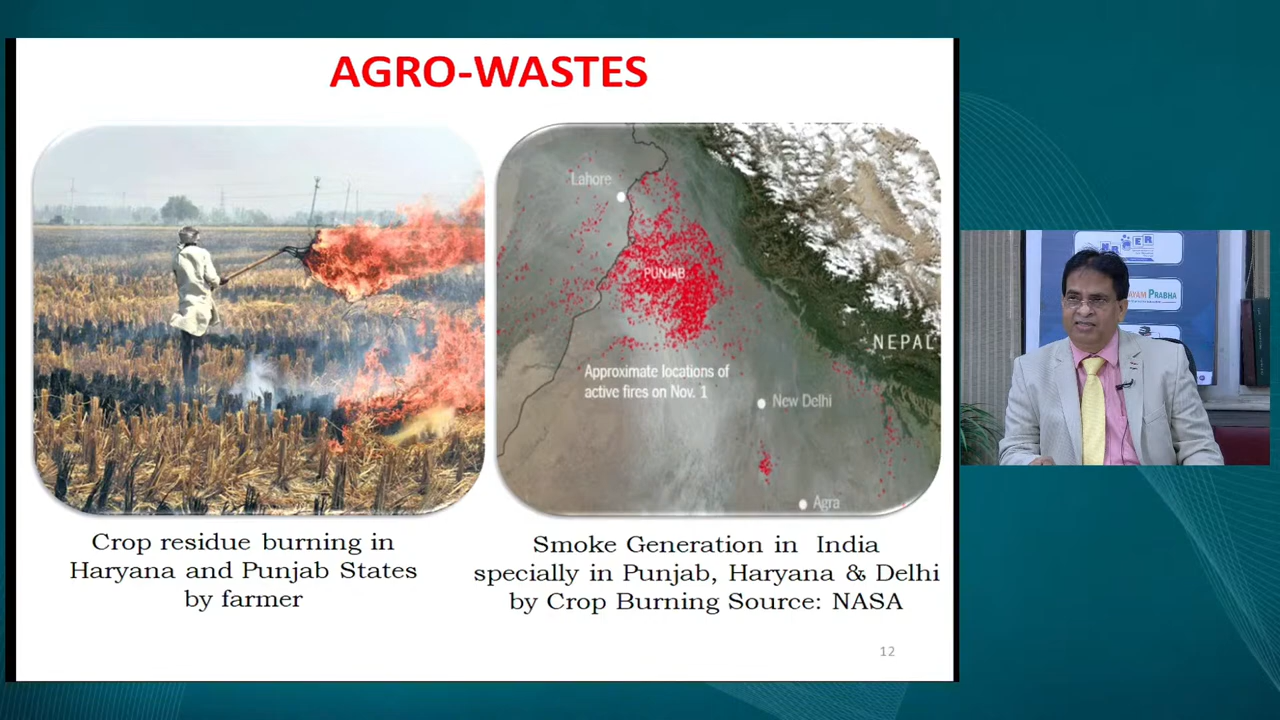 AGRO-WASTES
Lahore
PUNJAB
NEPAL
Approximate locations of
active fires on Nov. 1
New Delhi
Agra
Crop residue burning in
Haryana and Punjab States
by farmer
Smoke Generation in India
specially in Punjab, Haryana & Delhi
by Crop Burning Source: NASA
12
PRABHA